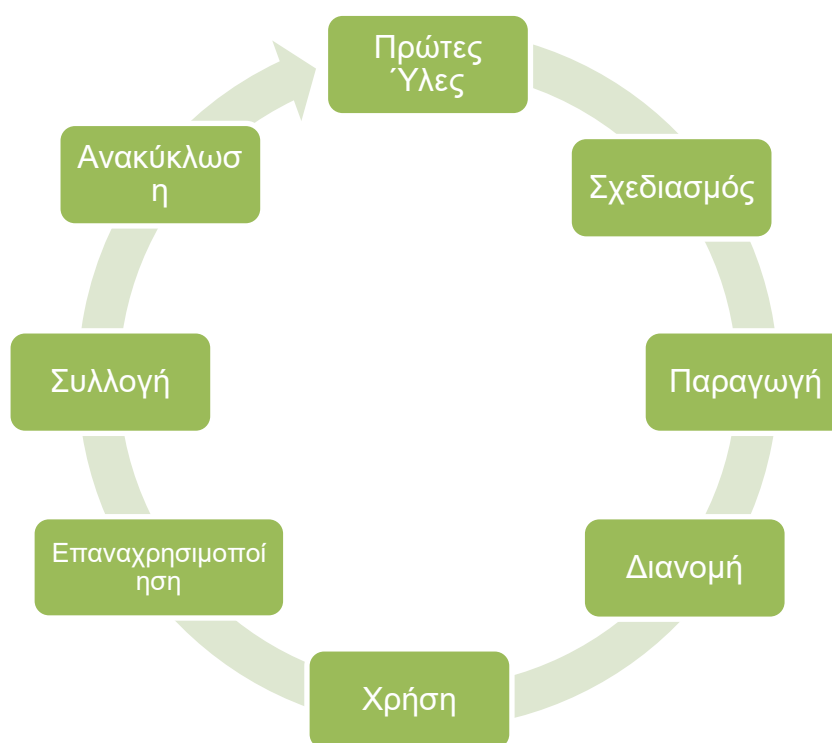 Πρώτες
Ύλες
Σχεδιασμός
Παραγωγή
Διανομή
Χρήση
Επαναχρησιμοποί
ηση
Συλλογή
Ανακύκλωσ
η